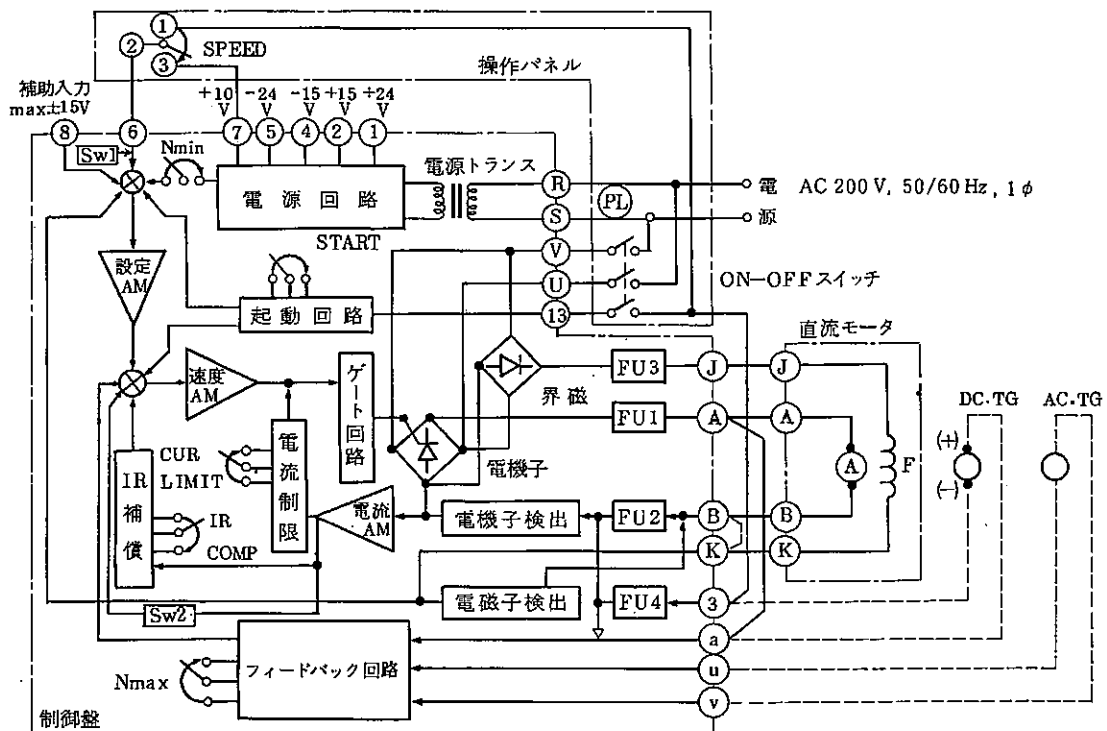 ①
②
SPEED
③
操作パネル
補助入力
max±15V
+10
V
−24
V
−15
V
+15
V
+24
V
⑧
⑥
⑦
⑤
④
②
①
Sw1
Nmin
電源回路
電源トランス
R
S
PL
電
源
AC 200 V, 50/60 Hz, 1φ
START
V
U
13
ON−OFFスイッチ
設定
AM
起動回路
直流モータ
速度
AM
ゲート回路
界磁
FU3
J
J
FU1
A
A
DC·TG
AC·TG
(+)
(−)
A
F
電機子
CUR
LIMIT
電流制限
IR補償
IR
COMP
電流
AM
電機子検出
FU2
B
B
K
K
電磁子検出
FU4
3
Sw2
a
フィードバック回路
u
Nmax
v
制御盤